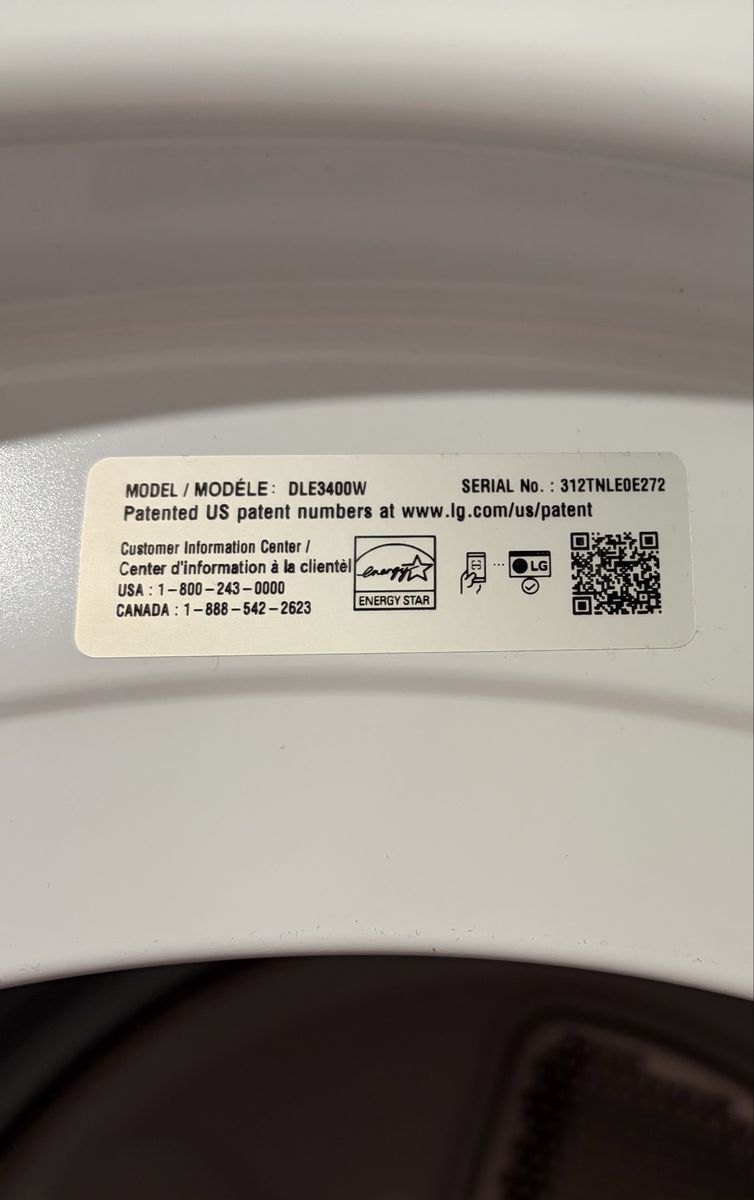 MODEL / MODÉLE : DLE3400W SERIAL No. : 312TNLE0E272
Patented US patent numbers at www.lg.com/us/patent
Customer Information Center /
Center d'information à la clientèl
USA : 1-800-243-0000
CANADA : 1-888-542-2623
energy
ENERGY STAR
LG